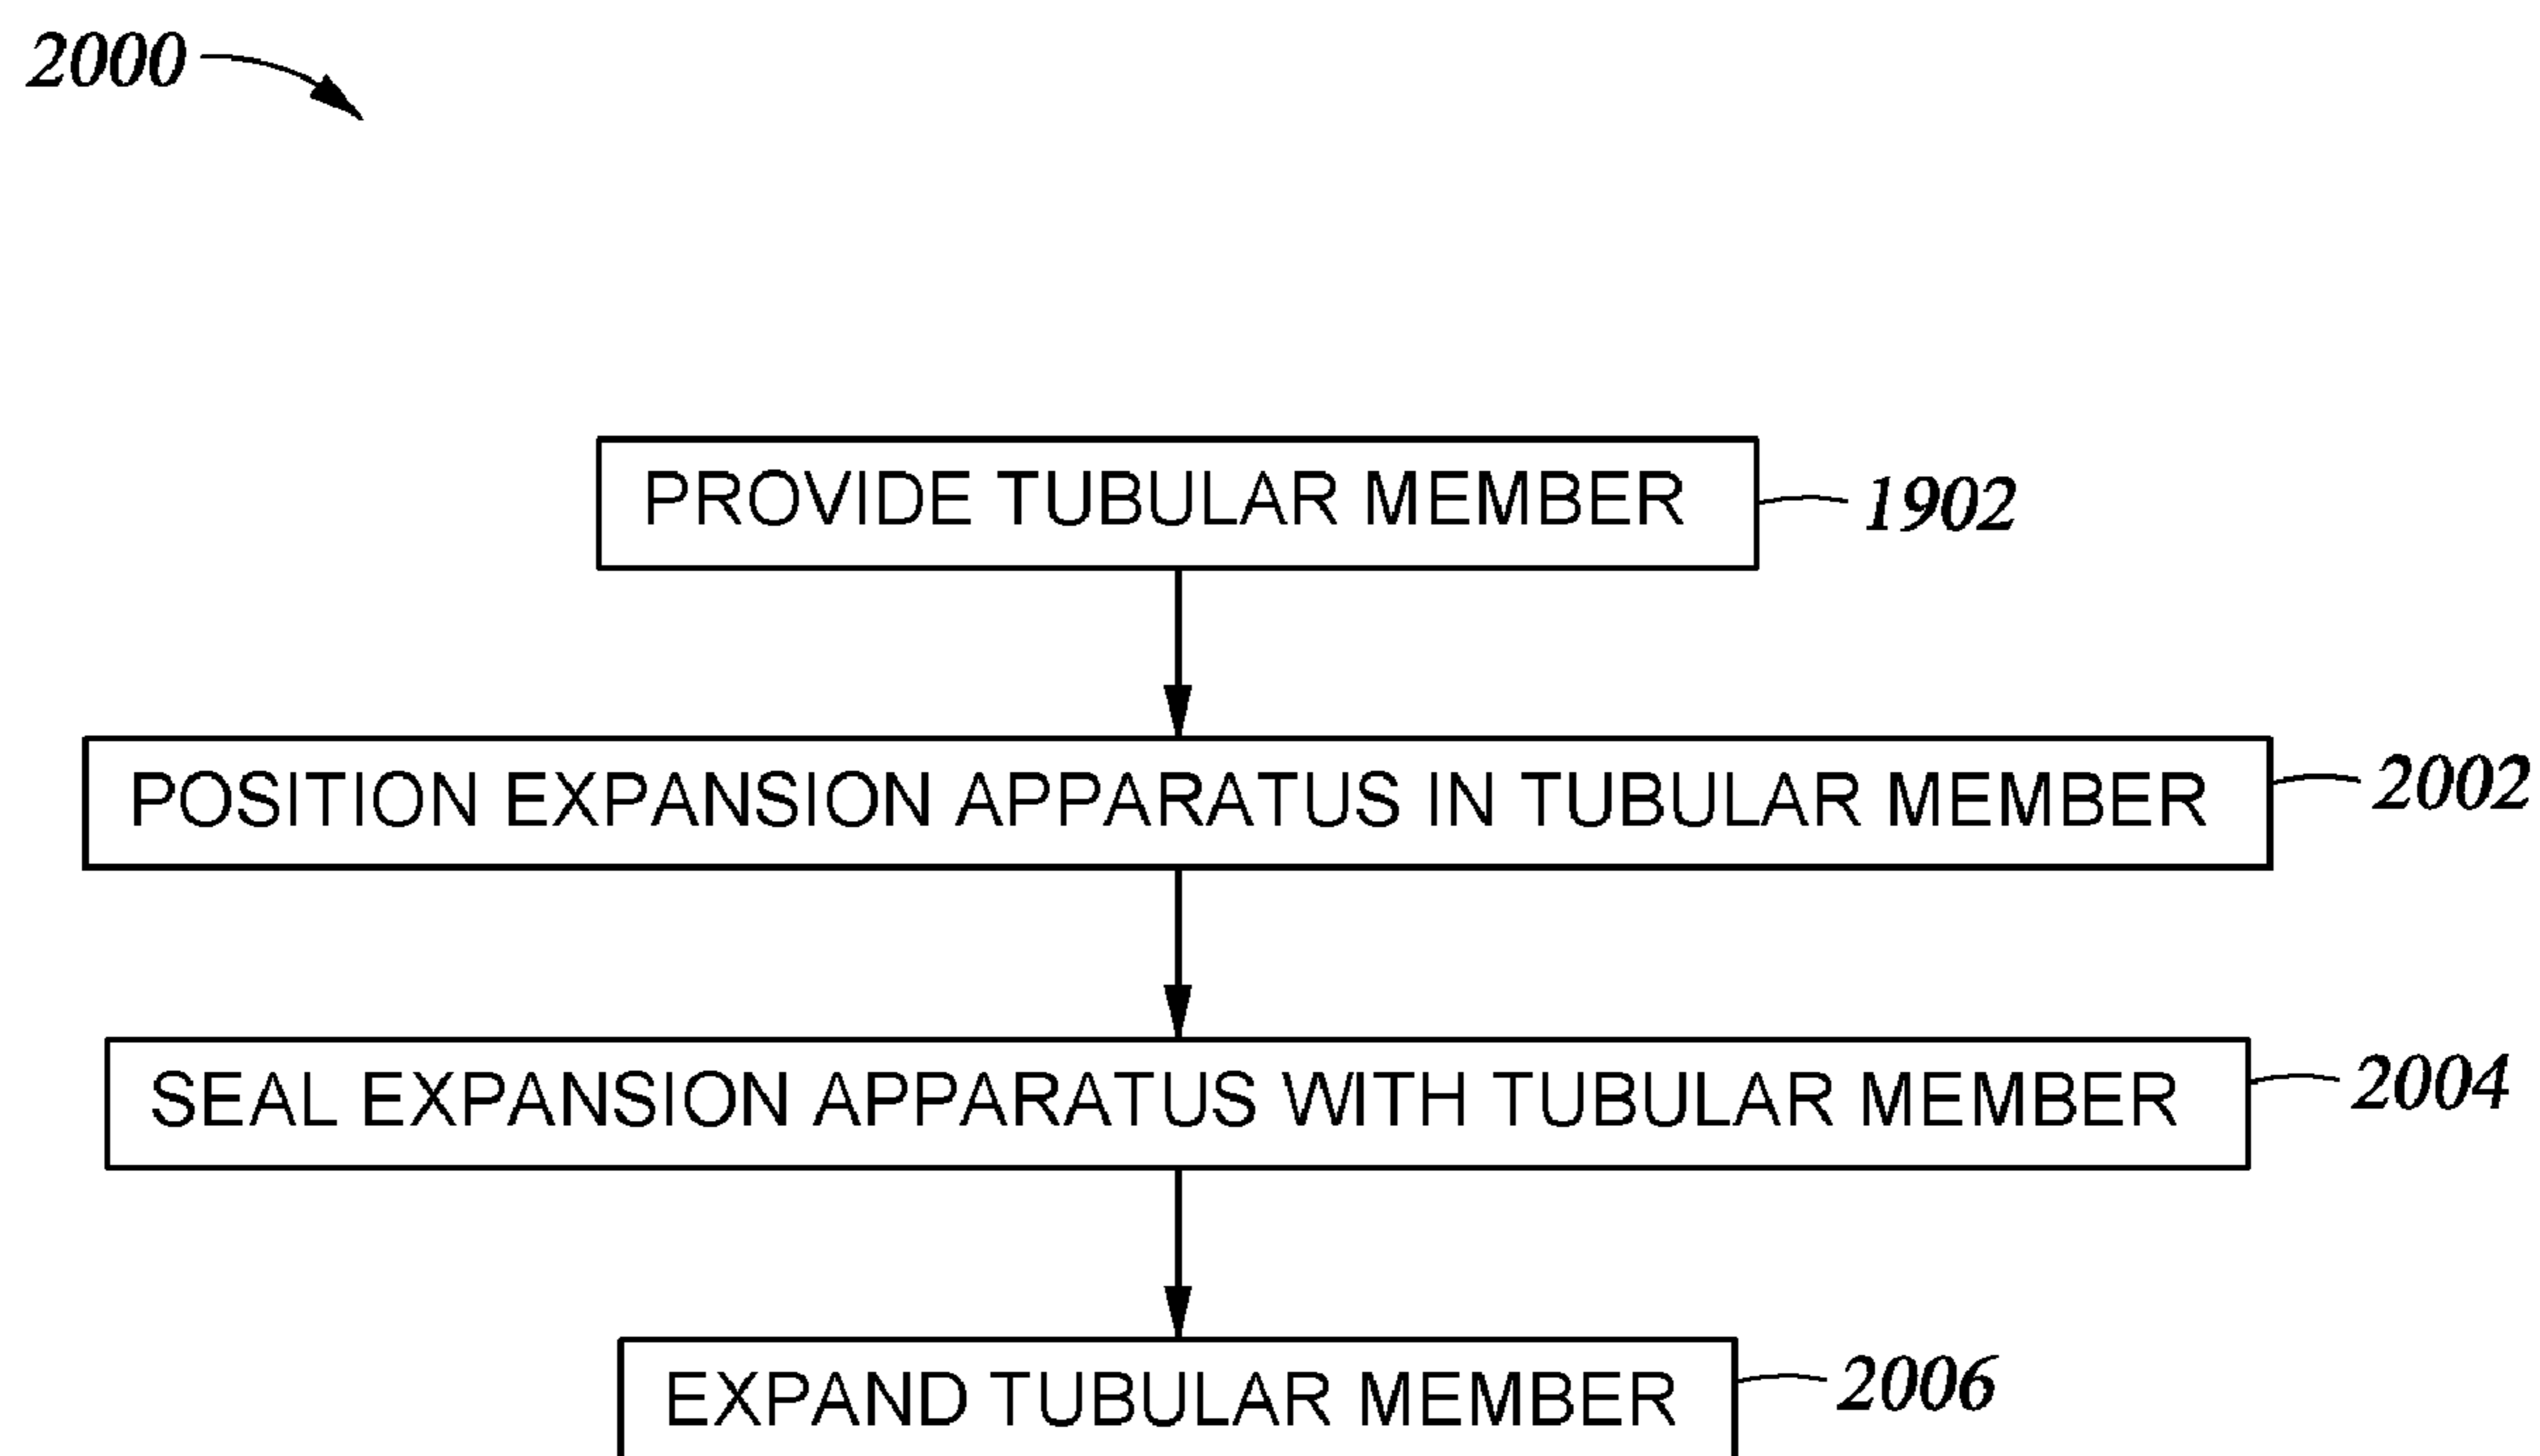 2000
PROVIDE TUBULAR MEMBER 1902
POSITION EXPANSION APPARATUS IN TUBULAR MEMBER 2002
SEAL EXPANSION APPARATUS WITH TUBULAR MEMBER 2004
EXPAND TUBULAR MEMBER 2006